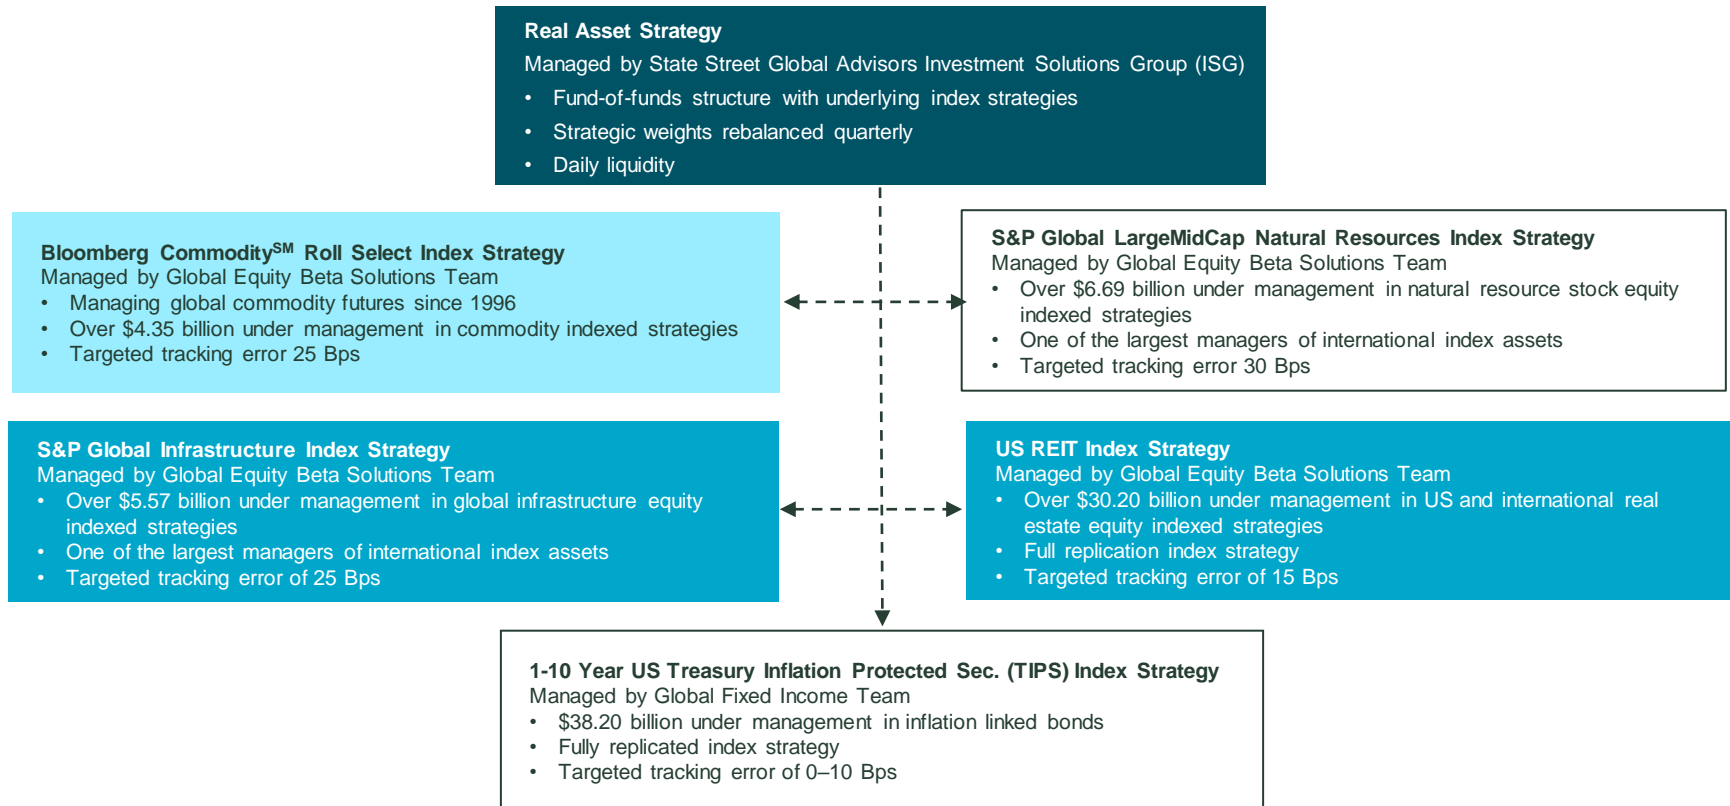 Real Asset Strategy
Managed by State Street Global Advisors Investment Solutions Group (ISG)
• Fund-of-funds structure with underlying index strategies
• Strategic weights rebalanced quarterly
• Daily liquidity
Bloomberg Commodity℠ Roll Select Index Strategy
Managed by Global Equity Beta Solutions Team
• Managing global commodity futures since 1996
• Over $4.35 billion under management in commodity indexed strategies
• Targeted tracking error 25 Bps
S&P Global LargeMidCap Natural Resources Index Strategy
Managed by Global Equity Beta Solutions Team
• Over $6.69 billion under management in natural resource stock equity
indexed strategies
• One of the largest managers of international index assets
• Targeted tracking error 30 Bps
S&P Global Infrastructure Index Strategy
Managed by Global Equity Beta Solutions Team
• Over $5.57 billion under management in global infrastructure equity
indexed strategies
• One of the largest managers of international index assets
• Targeted tracking error of 25 Bps
US REIT Index Strategy
Managed by Global Equity Beta Solutions Team
• Over $30.20 billion under management in US and international real
estate equity indexed strategies
• Full replication index strategy
• Targeted tracking error of 15 Bps
1-10 Year US Treasury Inflation Protected Sec. (TIPS) Index Strategy
Managed by Global Fixed Income Team
• $38.20 billion under management in inflation linked bonds
• Fully replicated index strategy
• Targeted tracking error of 0–10 Bps